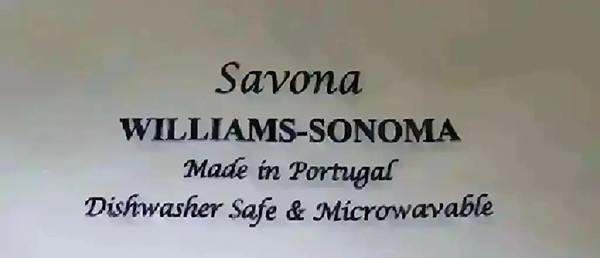 Savona
WILLIAMS-SONOMA
Made in Portugal
Dishwasher Safe & Microwavable